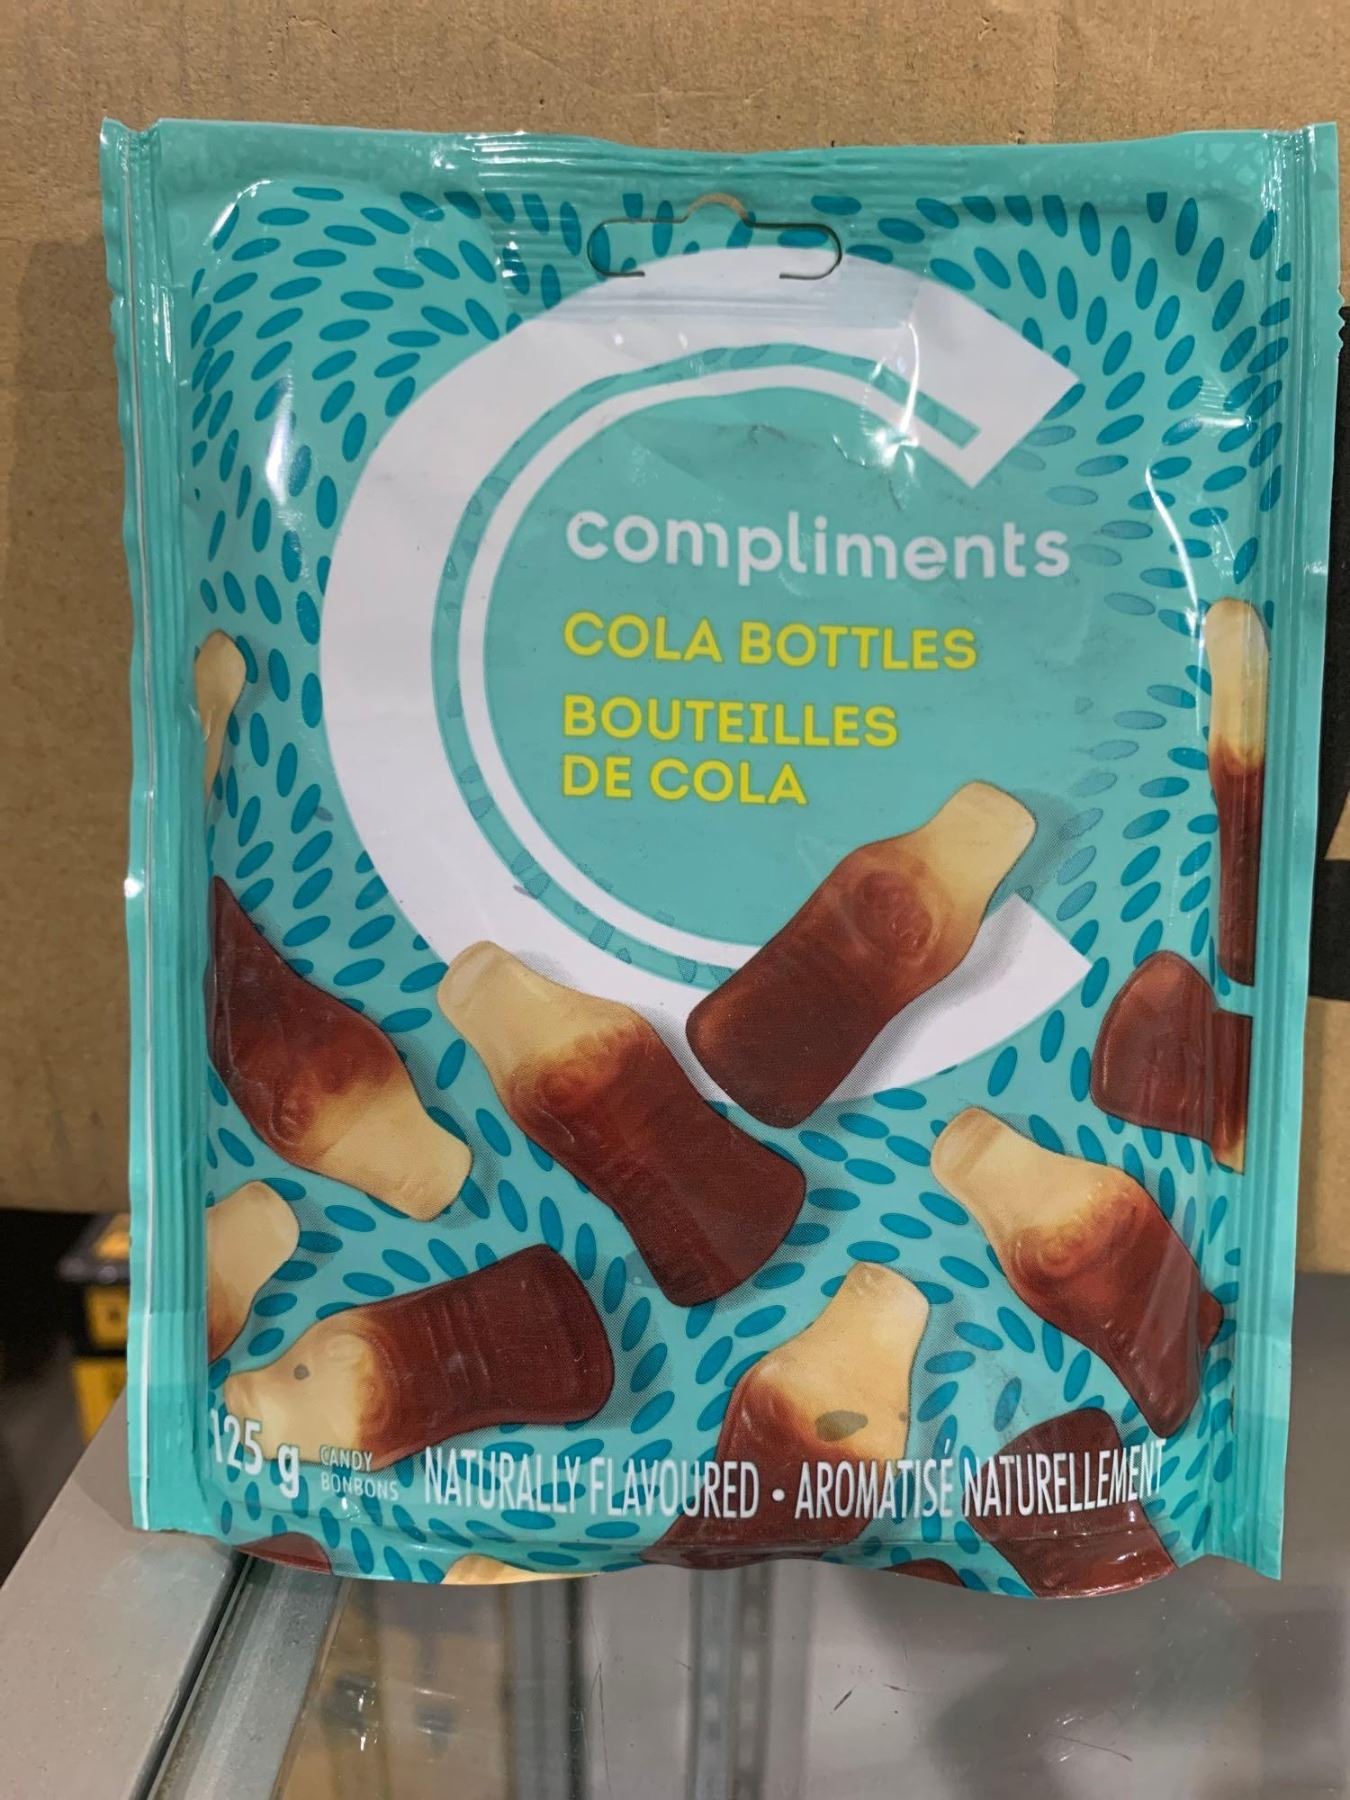 compliments
COLA BOTTLES
BOUTEILLES
DE COLA
125 g
CANDY
BONBONS
NATURALLY FLAVOURED • AROMATISÉ NATURELLEMENT